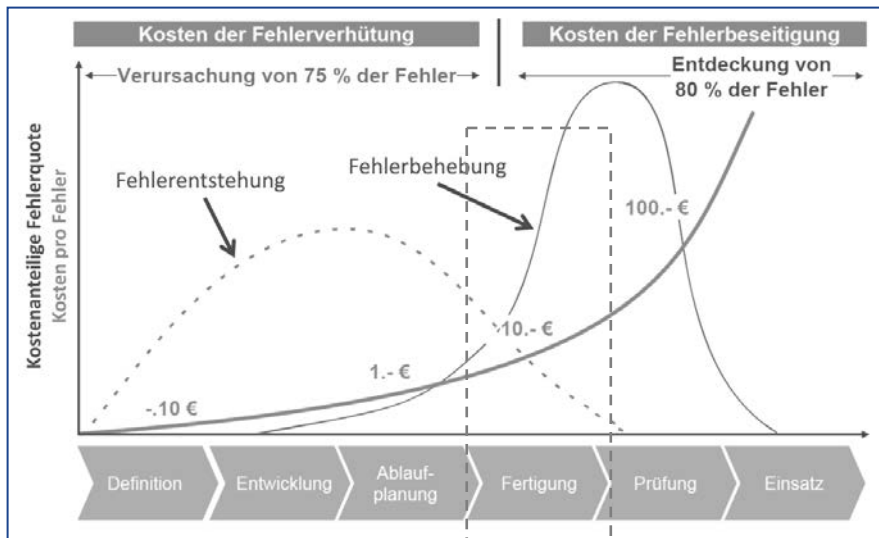 Kosten der Fehlerverhütung
Kosten der Fehlerbeseitigung
Verursachung von 75 % der Fehler
Entdeckung von
80 % der Fehler
Kostenanteilige Fehlerquote
Kosten pro Fehler
Fehlerentstehung
Fehlerbehebung
100.- €
10.- €
1.- €
-.10 €
Definition
Entwicklung
Ablauf-
planung
Fertigung
Prüfung
Einsatz